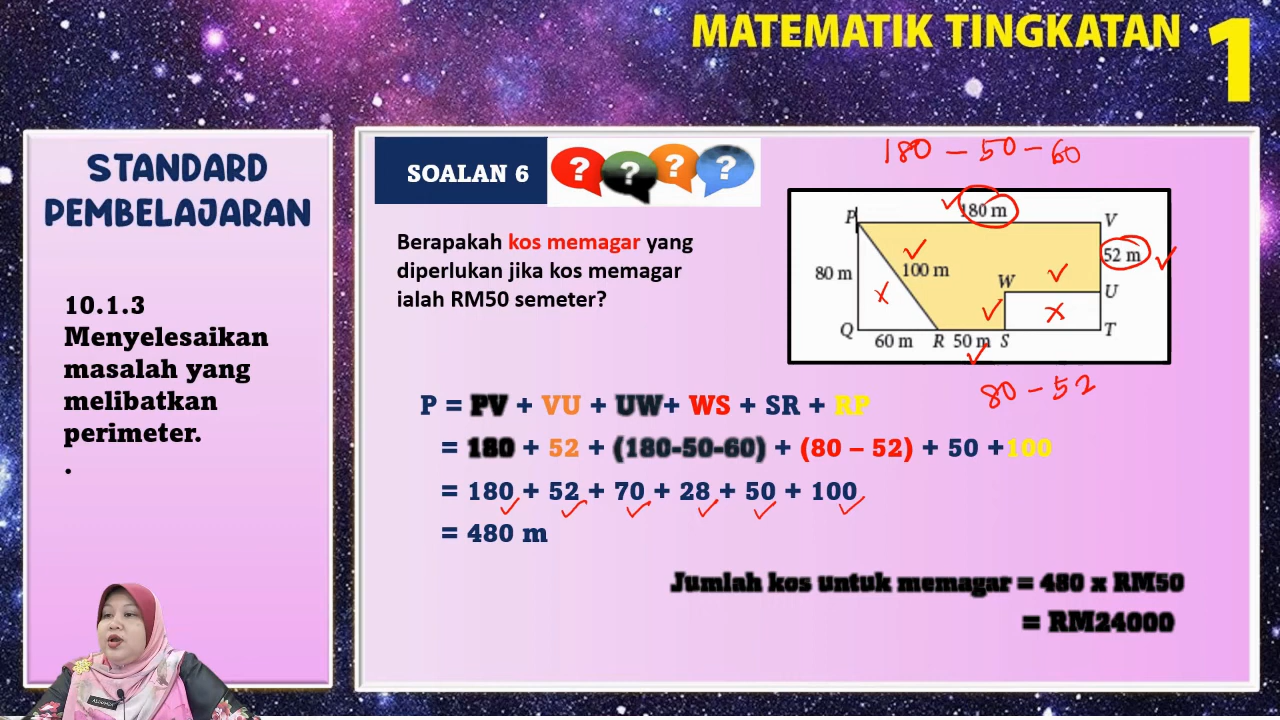 MATEMATIK TINGKATAN 1
STANDARD
PEMBELAJARAN
10.1.3
Menyelesaikan
masalah yang
melibatkan
perimeter.
.
SOALAN 6
? ? ? ?
Berapakah kos memagar yang
diperlukan jika kos memagar
ialah RM50 semeter?
180 – 50 – 60
P 180 m V
52 m
80 m 100 m
W U
Q 60 m R 50 m S T
80 – 52
P = PV + VU + UW+ WS + SR + RP
= 180 + 52 + (180-50-60) + (80 – 52) + 50 +100
= 180 + 52 + 70 + 28 + 50 + 100
= 480 m
Jumlah kos untuk memagar = 480 x RM50
= RM24000